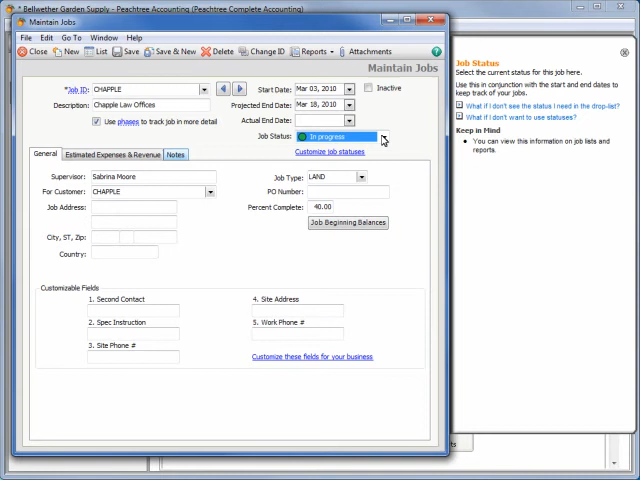 * Bellwether Garden Supply - Peachtree Accounting (Peachtree Complete Accounting)
Maintain Jobs
File Edit Go To Window Help
Close New List Save Save & New Delete Change ID Reports Attachments
Maintain Jobs
*Job ID: CHAPPLE
Description: Chapple Law Offices
Use phases to track job in more detail
Start Date: Mar 03, 2010
Inactive
Projected End Date: Mar 18, 2010
Actual End Date:
Job Status: In progress
Customize job statuses
General Estimated Expenses & Revenue Notes
Supervisor: Sabrina Moore
For Customer: CHAPPLE
Job Address:
City, ST, Zip:
Country:
Job Type: LAND
PO Number:
Percent Complete: 40.00
Job Beginning Balances
Customizable Fields
1. Second Contact
2. Spec Instruction
3. Site Phone #
4. Site Address
5. Work Phone #
Customize these fields for your business
Job Status
Select the current status for this job here.
Use this in conjunction with the start and end dates to
keep track of your jobs.
What if I don't see the status I need in the drop-list?
What if I don't want to use statuses?
Keep in Mind
• You can view this information on job lists and
reports.